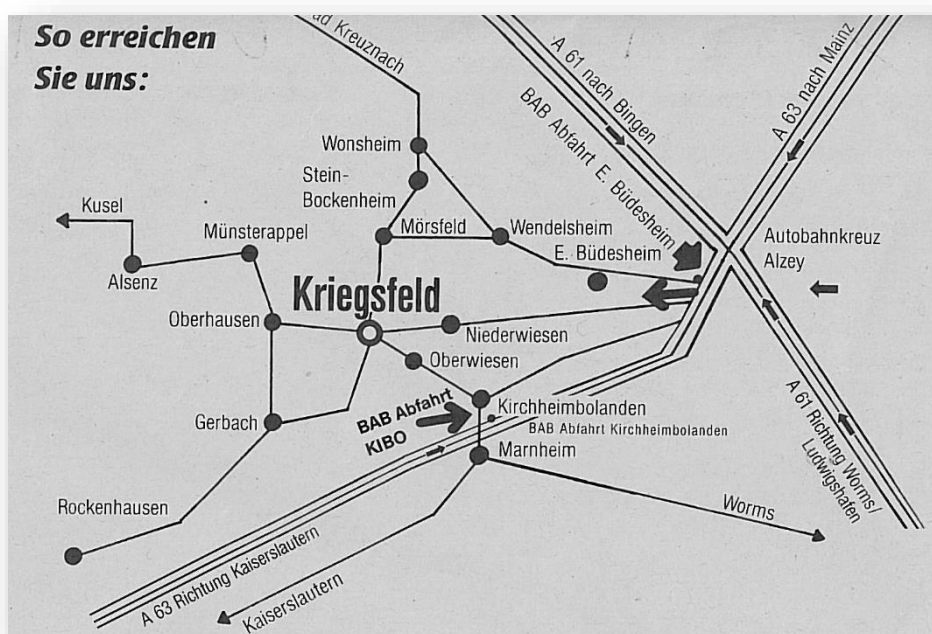 So erreichen
Sie uns:
ad Kreuznach
A 61 nach Bingen
BAB Abfahrt E. Büdesheim
A 63 nach Mainz
Wonsheim
Stein-
Bockenheim
Kusel
Münsterappel
Mörsfeld
Wendelsheim
E. Büdesheim
Autobahnkreuz
Alzey
Alsenz
Kriegsfeld
Oberhausen
Niederwiesen
Oberwiesen
Gerbach
BAB Abfahrt
KIBO
Kirchheimbolanden
BAB Abfahrt Kirchheimbolanden
Marnheim
A 61 Richtung Worms/
Ludwigshafen
Rockenhausen
Worms
A 63 Richtung Kaiserslautern
Kaiserslautern